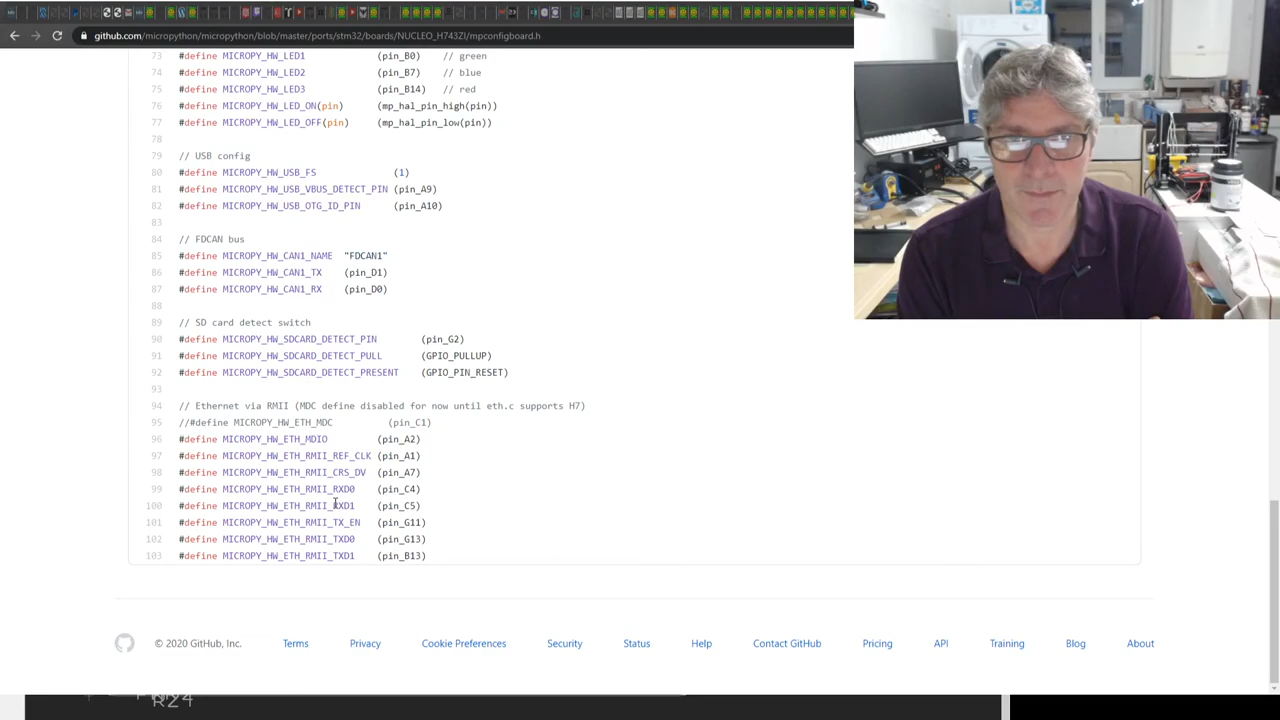 github.com/micropython/micropython/blob/master/ports/stm32/boards/NUCLEO_H743ZI/mpconfigboard.h
73 #define MICROPY_HW_LED1 (pin_B0) // green
74 #define MICROPY_HW_LED2 (pin_B7) // blue
75 #define MICROPY_HW_LED3 (pin_B14) // red
76 #define MICROPY_HW_LED_ON(pin) (mp_hal_pin_high(pin))
77 #define MICROPY_HW_LED_OFF(pin) (mp_hal_pin_low(pin))
78
79 // USB config
80 #define MICROPY_HW_USB_FS (1)
81 #define MICROPY_HW_USB_VBUS_DETECT_PIN (pin_A9)
82 #define MICROPY_HW_USB_OTG_ID_PIN (pin_A10)
83
84 // FDCAN bus
85 #define MICROPY_HW_CAN1_NAME "FDCAN1"
86 #define MICROPY_HW_CAN1_TX (pin_D1)
87 #define MICROPY_HW_CAN1_RX (pin_D0)
88
89 // SD card detect switch
90 #define MICROPY_HW_SDCARD_DETECT_PIN (pin_G2)
91 #define MICROPY_HW_SDCARD_DETECT_PULL (GPIO_PULLUP)
92 #define MICROPY_HW_SDCARD_DETECT_PRESENT (GPIO_PIN_RESET)
93
94 // Ethernet via RMII (MDC define disabled for now until eth.c supports H7)
95 //#define MICROPY_HW_ETH_MDC (pin_C1)
96 #define MICROPY_HW_ETH_MDIO (pin_A2)
97 #define MICROPY_HW_ETH_RMII_REF_CLK (pin_A1)
98 #define MICROPY_HW_ETH_RMII_CRS_DV (pin_A7)
99 #define MICROPY_HW_ETH_RMII_RXD0 (pin_C4)
100 #define MICROPY_HW_ETH_RMII_RXD1 (pin_C5)
101 #define MICROPY_HW_ETH_RMII_TX_EN (pin_G11)
102 #define MICROPY_HW_ETH_RMII_TXD0 (pin_G13)
103 #define MICROPY_HW_ETH_RMII_TXD1 (pin_B13)
© 2020 GitHub, Inc. Terms Privacy Cookie Preferences Security Status Help Contact GitHub Pricing API Training Blog About
R24